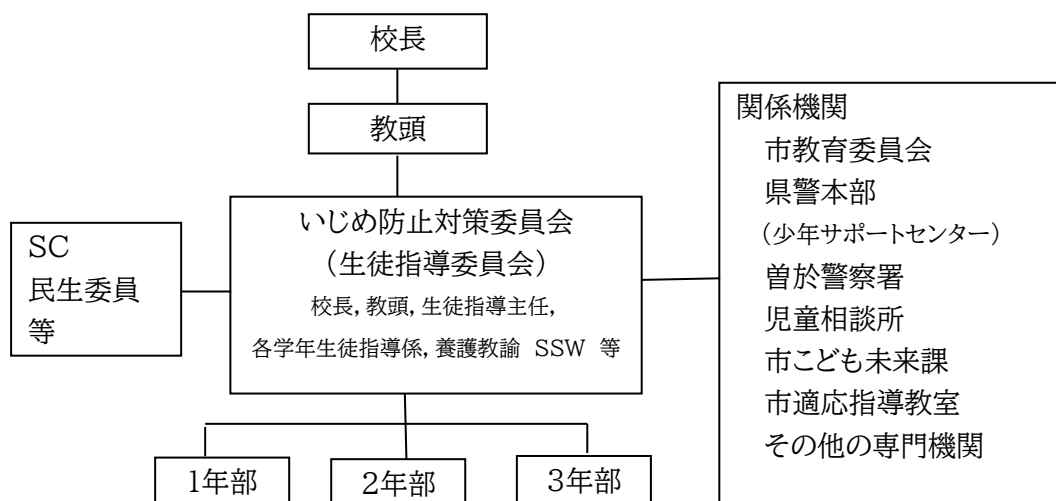 校長
教頭
いじめ防止対策委員会
（生徒指導委員会）
校長，教頭，生徒指導主任，
各学年生徒指導係，養護教諭　SSW　等
SC
民生委員
等
関係機関
市教育委員会
県警本部
（少年サポートセンター）
曽於警察署
児童相談所
市こども未来課
市適応指導教室
その他の専門機関
1年部
2年部
3年部